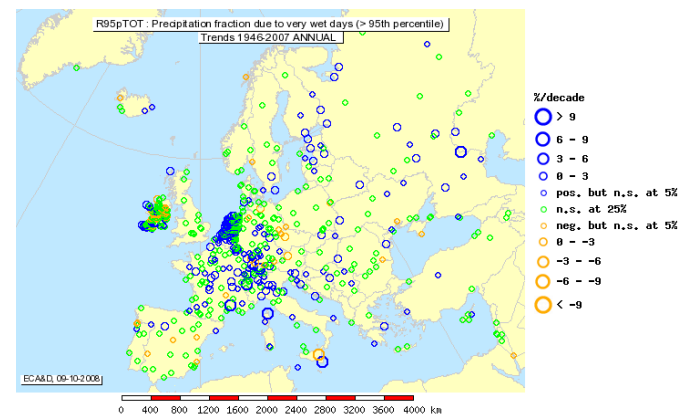 R95pTOT : Precipitation fraction due to very wet days (> 95th percentile)
Trends 1946-2007 ANNUAL
%/decade
> 9
6 - 9
3 - 6
0 - 3
pos. but n.s. at 5%
n.s. at 25%
neg. but n.s. at 5%
0 - -3
-3 - -6
-6 - -9
< -9
ECA&D, 09-10-2008
0 400 800 1200 1600 2000 2400 2800 3200 3600 4000 km